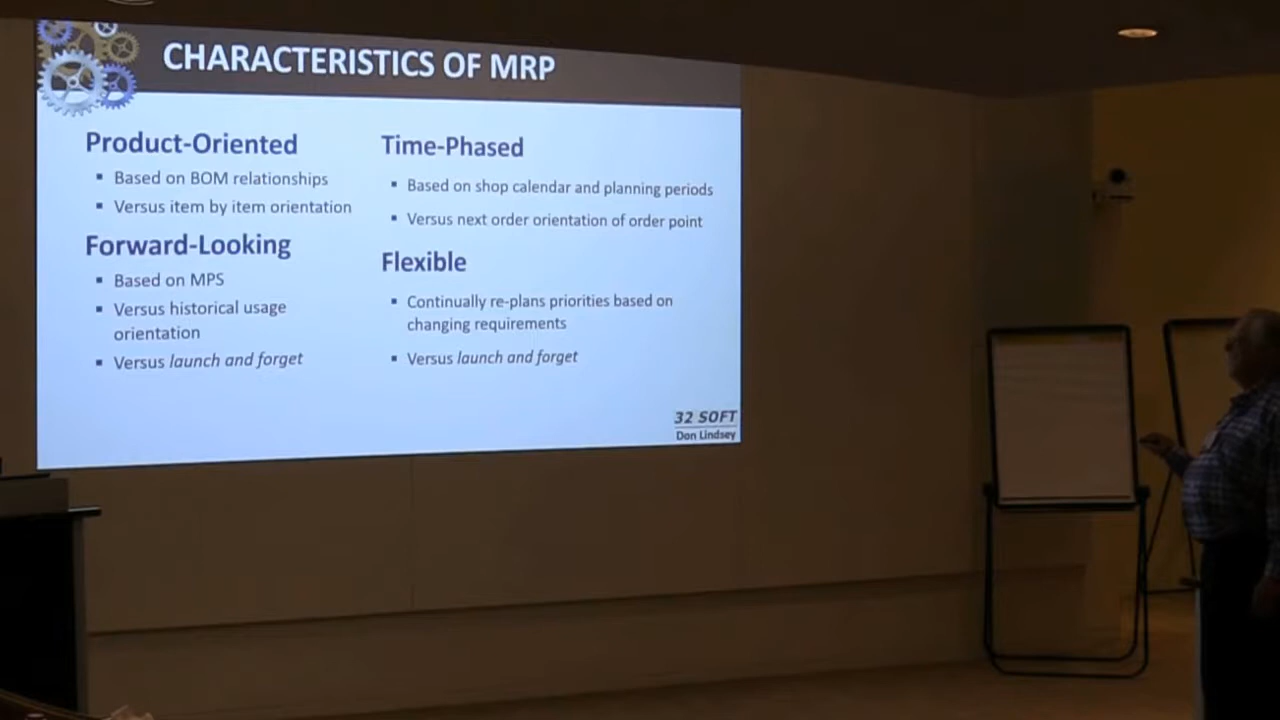 CHARACTERISTICS OF MRP
Product-Oriented
▪ Based on BOM relationships
▪ Versus item by item orientation
Forward-Looking
▪ Based on MPS
▪ Versus historical usage
orientation
▪ Versus launch and forget
Time-Phased
▪ Based on shop calendar and planning periods
▪ Versus next order orientation of order point
Flexible
▪ Continually re-plans priorities based on
changing requirements
▪ Versus launch and forget
32 SOFT
Don Lindsey